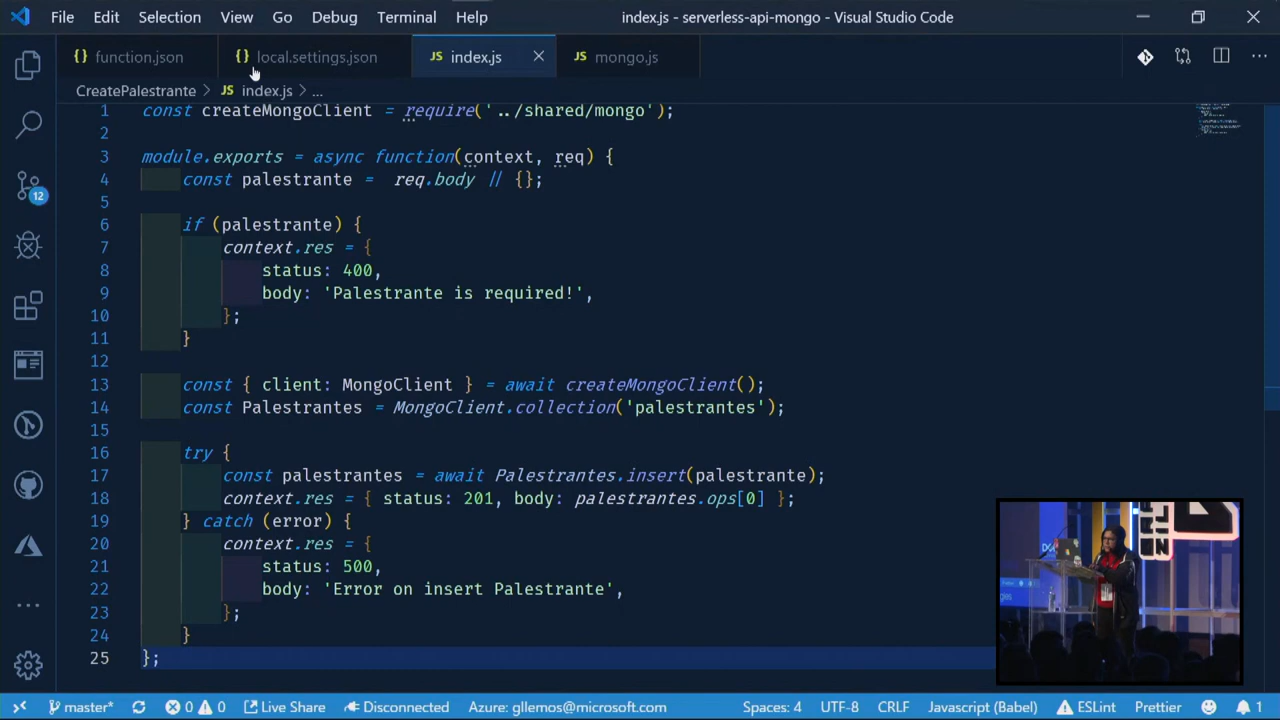 File Edit Selection View Go Debug Terminal Help index.js - serverless-api-mongo - Visual Studio Code
{} function.json {} local.settings.json JS index.js JS mongo.js
CreatePalestrante > JS index.js > ...
1 const createMongoClient = require('../shared/mongo');
2
3 module.exports = async function(context, req) {
4 const palestrante = req.body || {};
5
6 if (palestrante) {
7 context.res = {
8 status: 400,
9 body: 'Palestrante is required!',
10 };
11 }
12
13 const { client: MongoClient } = await createMongoClient();
14 const Palestrantes = MongoClient.collection('palestrantes');
15
16 try {
17 const palestrantes = await Palestrantes.insert(palestrante);
18 context.res = { status: 201, body: palestrantes.ops[0] };
19 } catch (error) {
20 context.res = {
21 status: 500,
22 body: 'Error on insert Palestrante',
23 };
24 }
25 };
12
master* 0 0 Live Share Disconnected Azure: gllemos@microsoft.com Spaces: 4 UTF-8 CRLF Javascript (Babel) ESLint Prettier 1